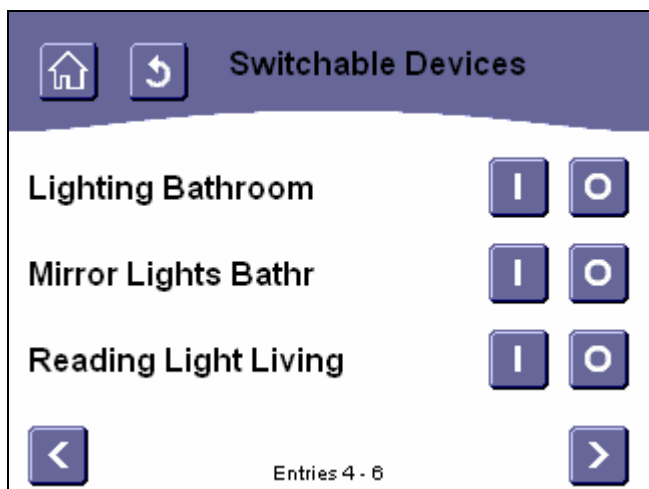 Switchable Devices
Lighting Bathroom I O
Mirror Lights Bathr I O
Reading Light Living I O
< Entries 4 - 6 >